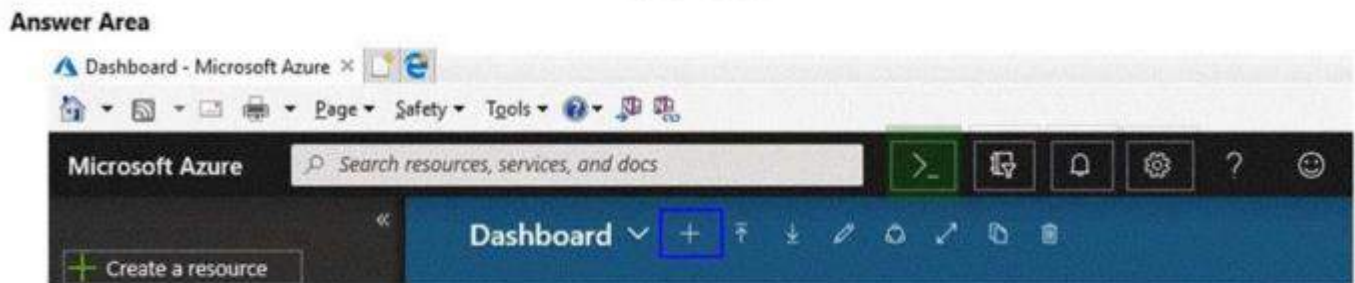 Answer Area
Dashboard - Microsoft Azure ×
Page Safety Tools
Microsoft Azure Search resources, services, and docs >_ ?
«
Dashboard +
+ Create a resource